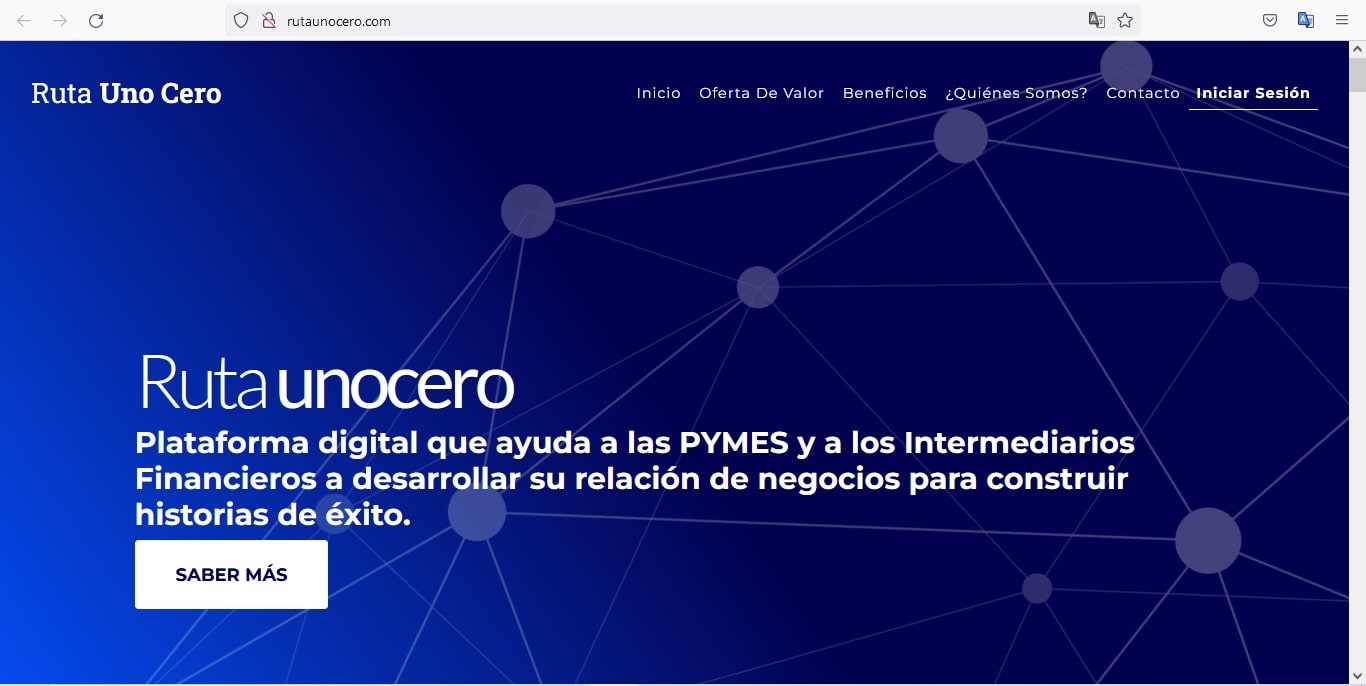 rutaunocero.com
Ruta Uno Cero
Inicio Oferta De Valor Beneficios ¿Quiénes Somos? Contacto Iniciar Sesión
Ruta unocero
Plataforma digital que ayuda a las PYMES y a los Intermediarios
Financieros a desarrollar su relación de negocios para construir
historias de éxito.
SABER MÁS